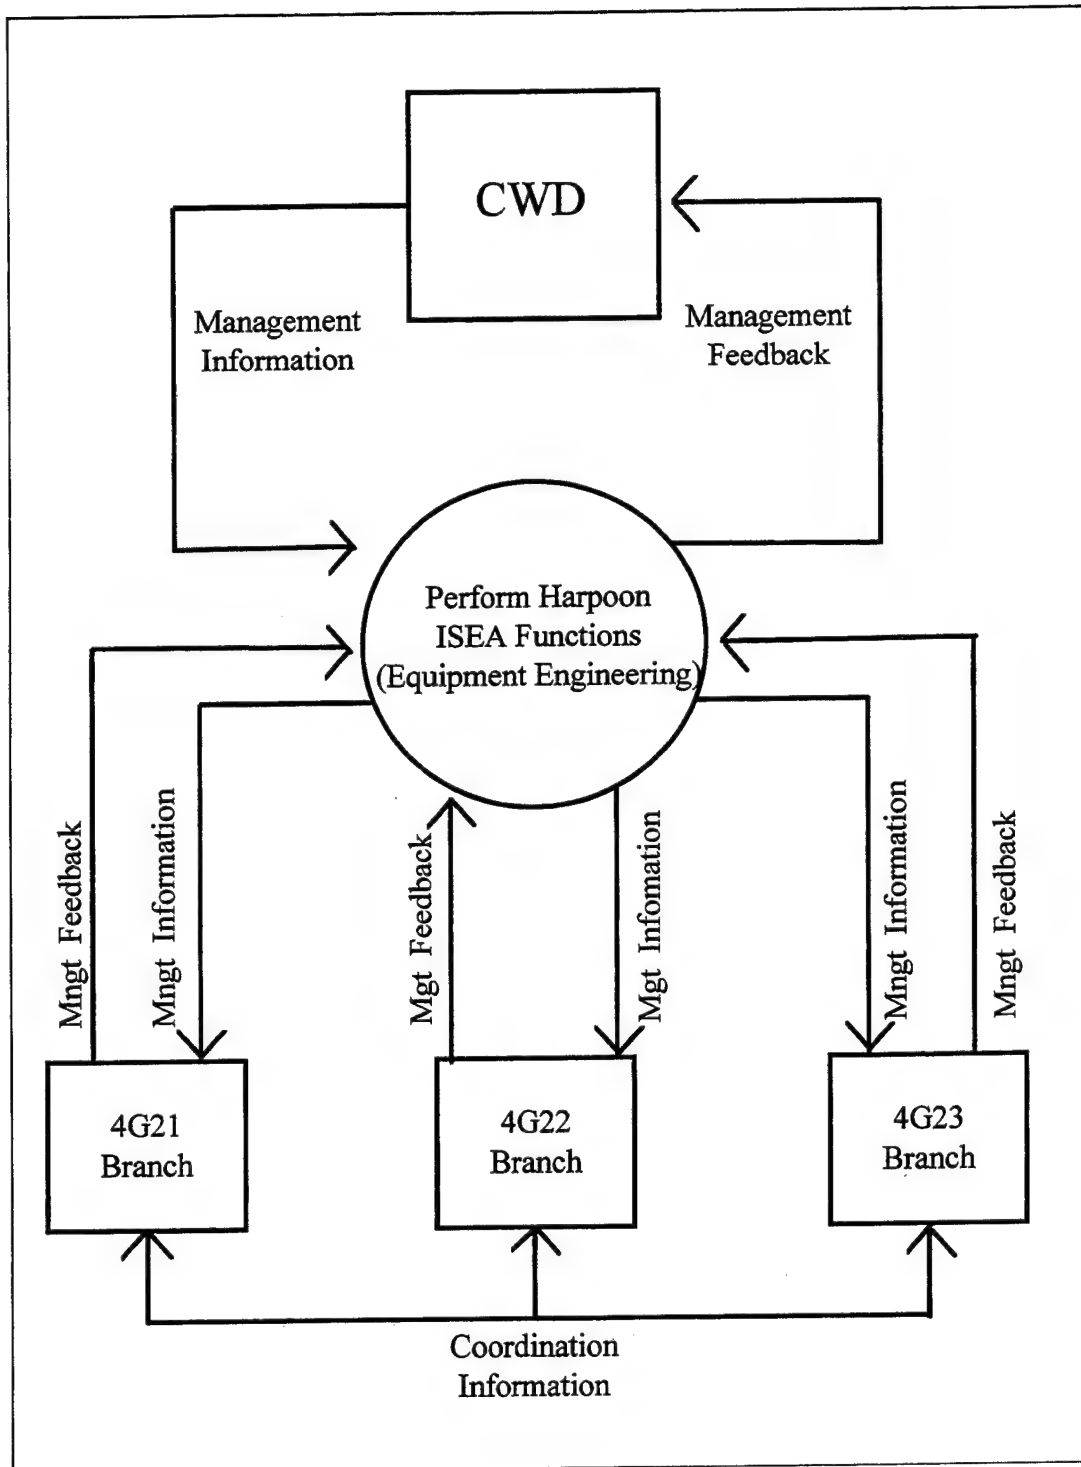 CWD
Management
Information
Management
Feedback
Perform Harpoon
ISEA Functions
(Equipment Engineering)
Mngt Feedback
Mngt Information
Mgt Feedback
Mgt Infomation
Mngt Information
Mngt Feedback
4G21
Branch
4G22
Branch
4G23
Branch
Coordination
Information